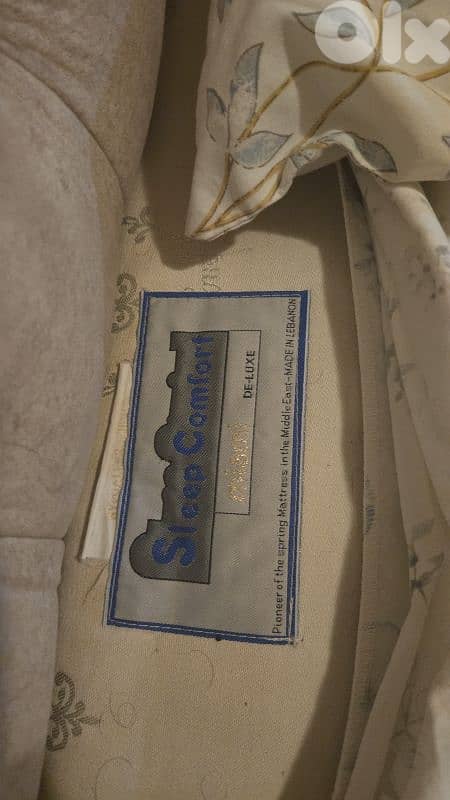 OLX
Sleep Comfort
DE-LUXE
Pioneer of the spring Mattress in the Middle East-MADE IN LEBANON